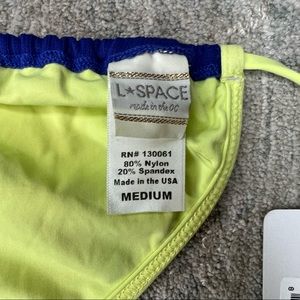 L★SPACE
made in the OC
RN# 130061
80% Nylon
20% Spandex
Made in the USA
MEDIUM